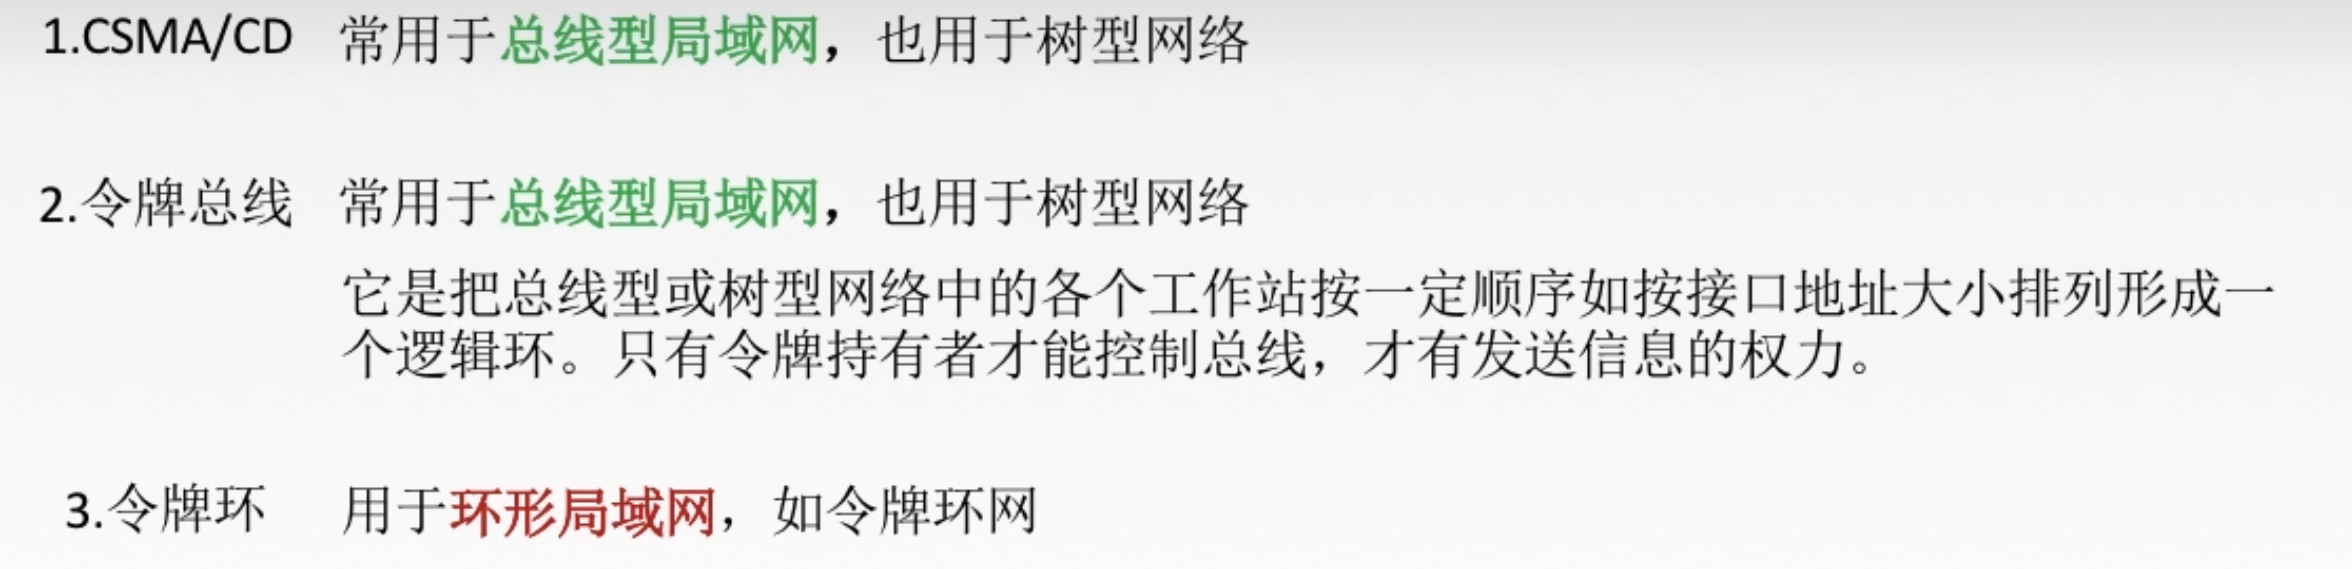 1.CSMA/CD 常用于总线型局域网，也用于树型网络
2.令牌总线 常用于总线型局域网，也用于树型网络
它是把总线型或树型网络中的各个工作站按一定顺序如按接口地址大小排列形成一
个逻辑环。只有令牌持有者才能控制总线，才有发送信息的权力。
3.令牌环 用于环形局域网，如令牌环网